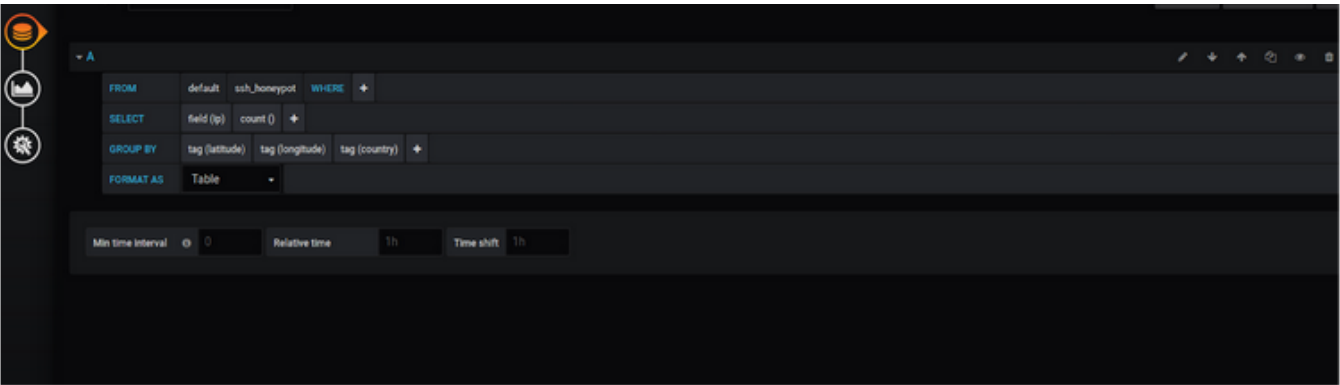 A
FROM default ssh_honeypot WHERE +
SELECT field (ip) count () +
GROUP BY tag (latitude) tag (longitude) tag (country) +
FORMAT AS Table
Min time interval 0 Relative time 1h Time shift 1h